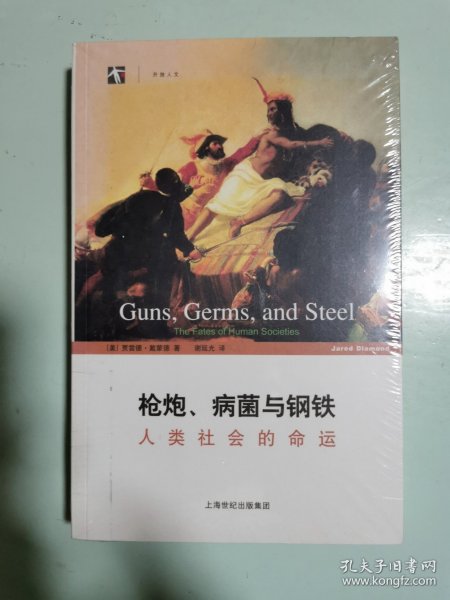 开放人文
Guns, Germs, and Steel
The Fates of Human Societies
[美] 贾雷德·戴蒙德 著 谢延光 译
Jared Diamond
枪炮、病菌与钢铁
人类社会的命运
上海世纪出版集团
孔夫子旧书网
www.kongfz.com